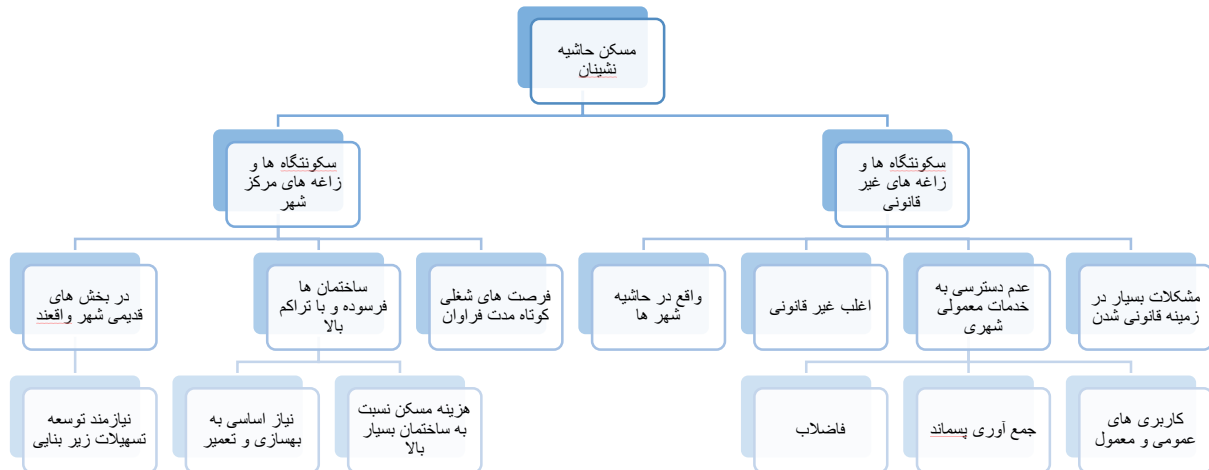 مسکن حاشیه
نشینان
سکونتگاه ها و
زاغه های غیر
قانونی
سکونتگاه ها و
زاغه های مرکز
شهر
مشکلات بسیار در
زمینه قانونی شدن
عدم دسترسی به
خدمات معمولی
شهری
اغلب غیر قانونی
واقع در حاشیه
شهر ها
فرصت های شغلی
کوتاه مدت فراوان
ساختمان ها
فرسوده و با تراکم
بالا
در بخش های
قدیمی شهر واقعند
کاربری های
عمومی و معمول
جمع آوری پسماند
فاضلاب
هزینه مسکن نسبت
به ساختمان بسیار
بالا
نیاز اساسی به
بهسازی و تعمیر
نیازمند توسعه
تسهیلات زیر بنایی